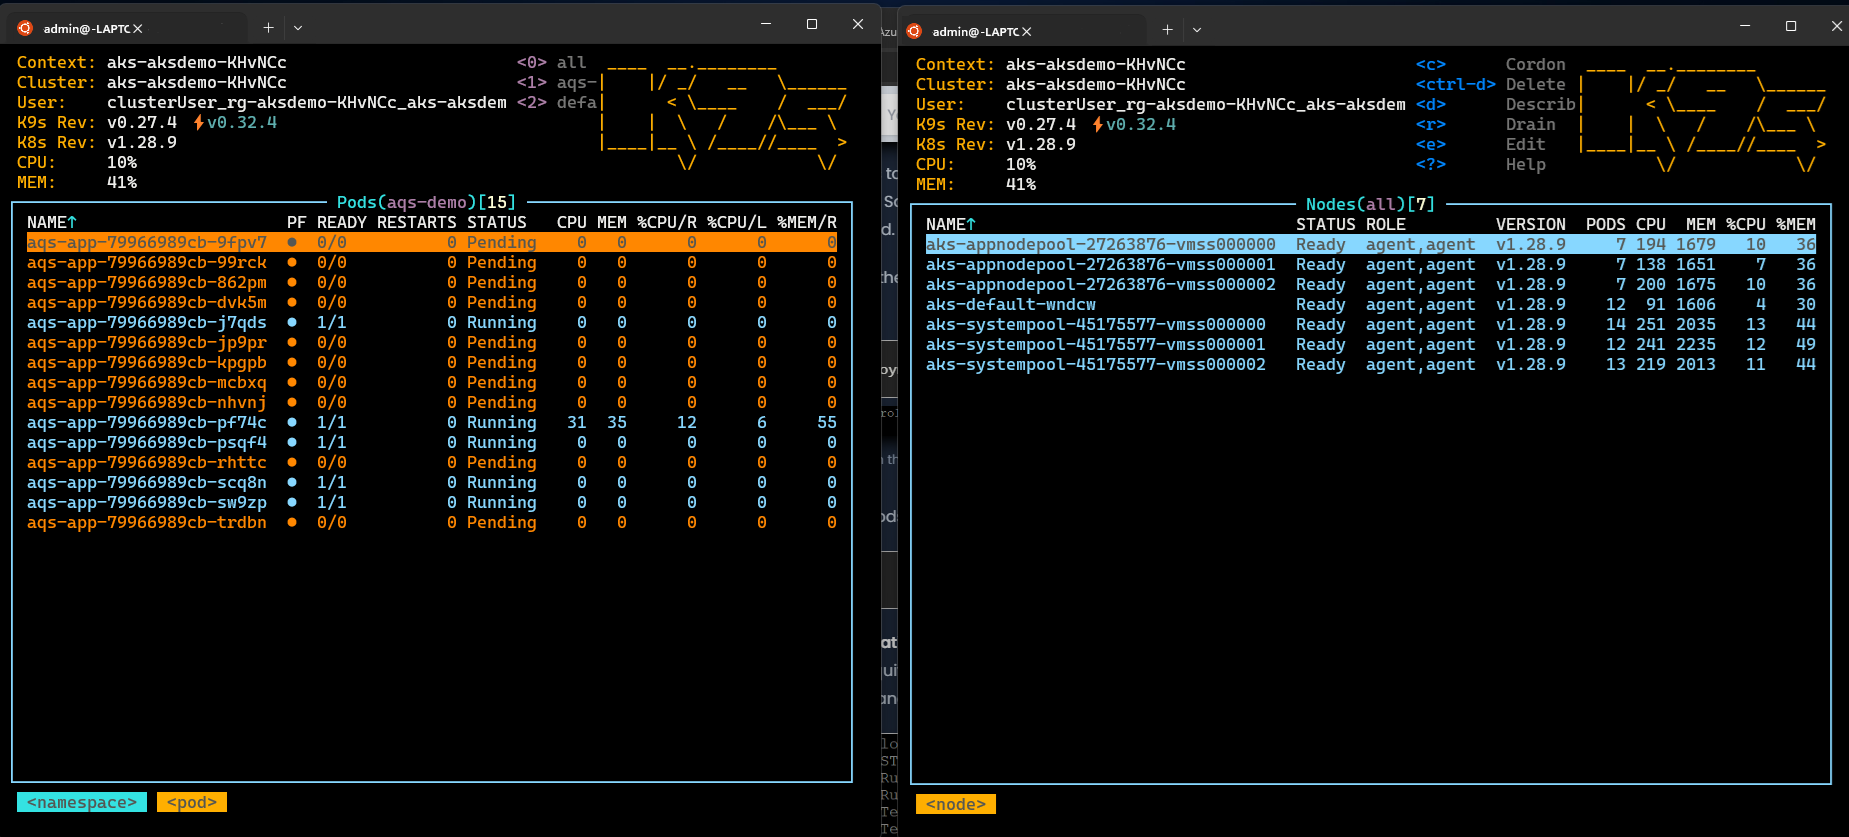 admin@-LAPTC
Context: aks-aksdemo-KHvNCc <0> all
Cluster: aks-aksdemo-KHvNCc <1> aqs-
User: clusterUser_rg-aksdemo-KHvNCc_aks-aksdem <2> defa
K9s Rev: v0.27.4 ⚡v0.32.4
K8s Rev: v1.28.9
CPU: 10%
MEM: 41%
Pods(aqs-demo)[15]
NAME↑ PF READY RESTARTS STATUS CPU MEM %CPU/R %CPU/L %MEM/R
aqs-app-79966989cb-9fpv7 ● 0/0 0 Pending 0 0 0 0 0
aqs-app-79966989cb-99rck ● 0/0 0 Pending 0 0 0 0 0
aqs-app-79966989cb-862pm ● 0/0 0 Pending 0 0 0 0 0
aqs-app-79966989cb-dvk5m ● 0/0 0 Pending 0 0 0 0 0
aqs-app-79966989cb-j7qds ● 1/1 0 Running 0 0 0 0 0
aqs-app-79966989cb-jp9pr ● 0/0 0 Pending 0 0 0 0 0
aqs-app-79966989cb-kpgpb ● 0/0 0 Pending 0 0 0 0 0
aqs-app-79966989cb-mcbxq ● 0/0 0 Pending 0 0 0 0 0
aqs-app-79966989cb-nhvnj ● 0/0 0 Pending 0 0 0 0 0
aqs-app-79966989cb-pf74c ● 1/1 0 Running 31 35 12 6 55
aqs-app-79966989cb-psqf4 ● 1/1 0 Running 0 0 0 0 0
aqs-app-79966989cb-rhttc ● 0/0 0 Pending 0 0 0 0 0
aqs-app-79966989cb-scq8n ● 1/1 0 Running 0 0 0 0 0
aqs-app-79966989cb-sw9zp ● 1/1 0 Running 0 0 0 0 0
aqs-app-79966989cb-trdbn ● 0/0 0 Pending 0 0 0 0 0
<namespace> <pod>
admin@-LAPTC
Context: aks-aksdemo-KHvNCc <c> Cordon
Cluster: aks-aksdemo-KHvNCc <ctrl-d> Delete
User: clusterUser_rg-aksdemo-KHvNCc_aks-aksdem <d> Describ
K9s Rev: v0.27.4 ⚡v0.32.4 <r> Drain
K8s Rev: v1.28.9 <e> Edit
CPU: 10% <?> Help
MEM: 41%
Nodes(all)[7]
NAME↑ STATUS ROLE VERSION PODS CPU MEM %CPU %MEM
aks-appnodepool-27263876-vmss000000 Ready agent,agent v1.28.9 7 194 1679 10 36
aks-appnodepool-27263876-vmss000001 Ready agent,agent v1.28.9 7 138 1651 7 36
aks-appnodepool-27263876-vmss000002 Ready agent,agent v1.28.9 7 200 1675 10 36
aks-default-wndcw Ready agent,agent v1.28.9 12 91 1606 4 30
aks-systempool-45175577-vmss000000 Ready agent,agent v1.28.9 14 251 2035 13 44
aks-systempool-45175577-vmss000001 Ready agent,agent v1.28.9 12 241 2235 12 49
aks-systempool-45175577-vmss000002 Ready agent,agent v1.28.9 13 219 2013 11 44
<node>